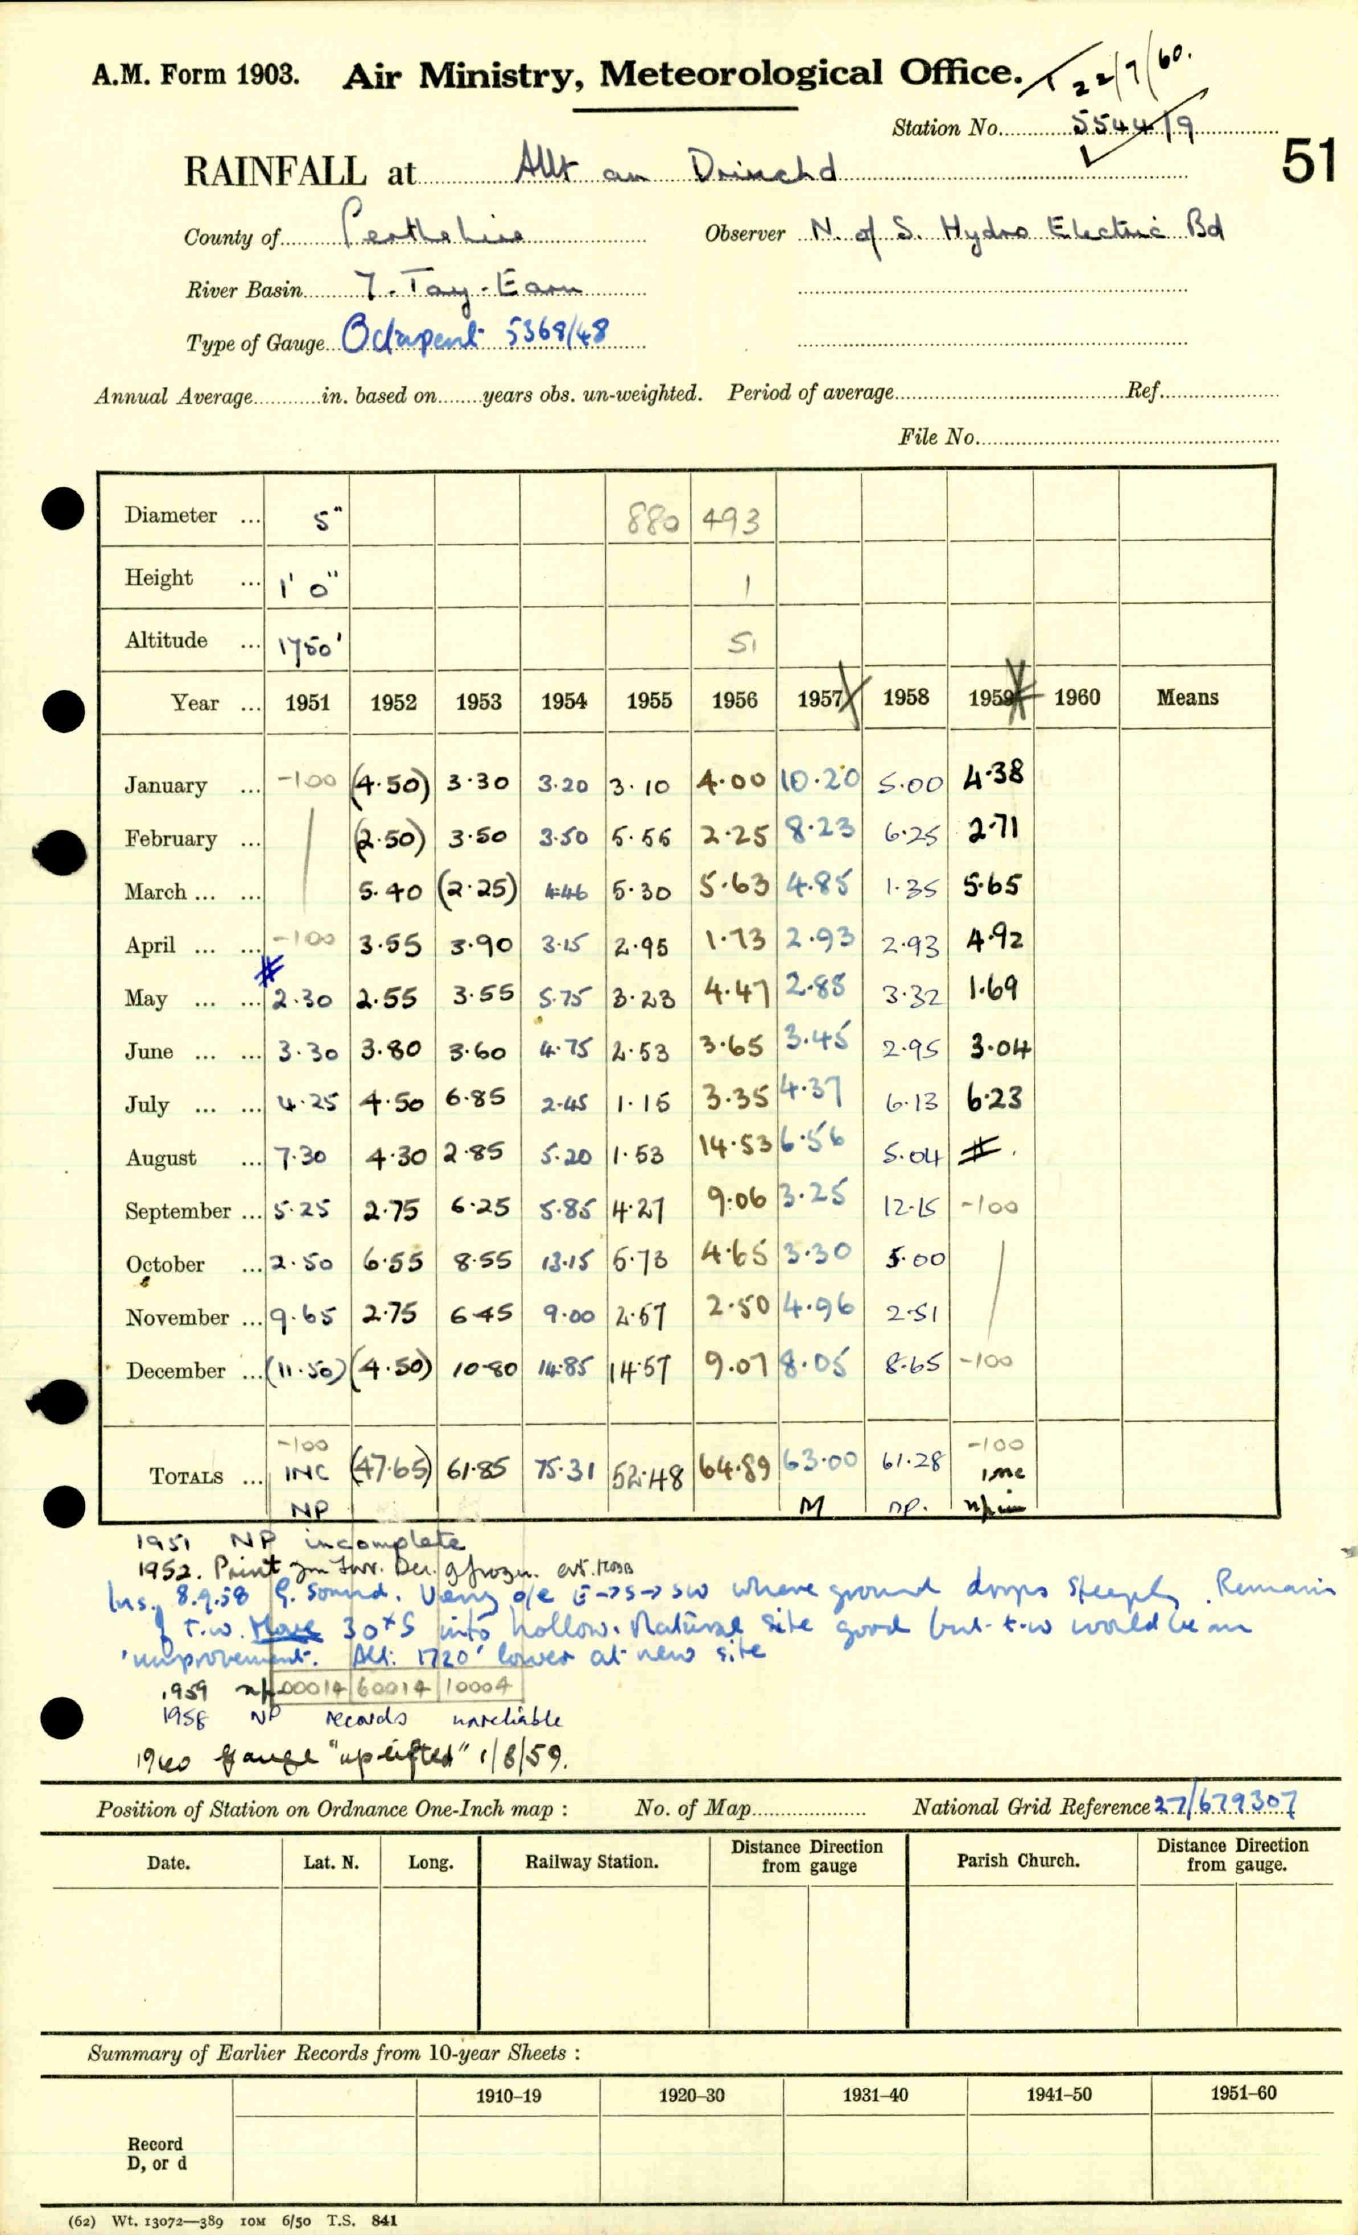 A.M. Form 1903. Air Ministry, Meteorological Office. T 22/7/60.
Station No. 5544/9
51
RAINFALL at Allt an Driuchd
County of Perthshire Observer N. of S. Hydro Electric Bd
River Basin 7. Tay-Earn
Type of Gauge Octapent 5368/48
Annual Average in. based on years obs. un-weighted. Period of average Ref.
File No.
Diameter ... 5" 880 493
Height ... 1' 0" 1
Altitude ... 1750' 51
Year ... 1951 1952 1953 1954 1955 1956 1957 1958 1959 1960 Means
January ... -100 (4.50) 3.30 3.20 3.10 4.00 10.20 5.00 4.38
February ... (2.50) 3.50 3.50 5.55 2.25 8.23 6.25 2.71
March ... ... 5.40 (2.25) 4.46 5.30 5.63 4.85 1.35 5.65
April ... ... -100 3.55 3.90 3.15 2.95 1.73 2.93 2.93 4.92
May ... ... 2.30 2.55 3.55 5.75 3.23 4.47 2.85 3.32 1.69
June ... ... 3.30 3.80 3.60 4.75 2.53 3.65 3.45 2.95 3.04
July ... ... 4.25 4.50 6.85 2.45 1.15 3.35 4.37 6.13 6.23
August ... 7.30 4.30 2.85 5.20 1.53 14.53 6.56 5.04 #.
September ... 5.25 2.75 6.25 5.85 4.27 9.06 3.25 12.15 -100
October ... 2.50 6.55 8.55 13.15 5.73 4.65 3.30 5.00
November ... 9.65 2.75 6.45 9.00 2.57 2.50 4.96 2.51
December ... (11.50) (4.50) 10.80 14.85 14.57 9.07 8.05 8.65 -100
-100 -100
TOTALS ... INC (47.65) 61.85 75.31 52.48 64.89 63.00 61.28 inc
NP M np.
1951 NP incomplete
1952. Print Dec. frozen. est.
Ins. 8.9.58 G. sound. Very o/e E→S→SW where ground drops steeply. Remains
t.w. Move 30x S into hollow. Natural site good but t.w would be an
'improvement. Alt. 1720' lower at new site
1959 np 00014 60014 10004
1958 NP records unreliable
1960 gauge "uplifted" 1/8/59.
Position of Station on Ordnance One-Inch map : No. of Map National Grid Reference 27/679307
Date. Lat. N. Long. Railway Station. Distance from gauge Direction Parish Church. Distance from gauge. Direction
Summary of Earlier Records from 10-year Sheets :
1910–19 1920–30 1931–40 1941–50 1951–60
Record
D, or d
(62) Wt. 13072—389 10M 6/50 T.S. 841